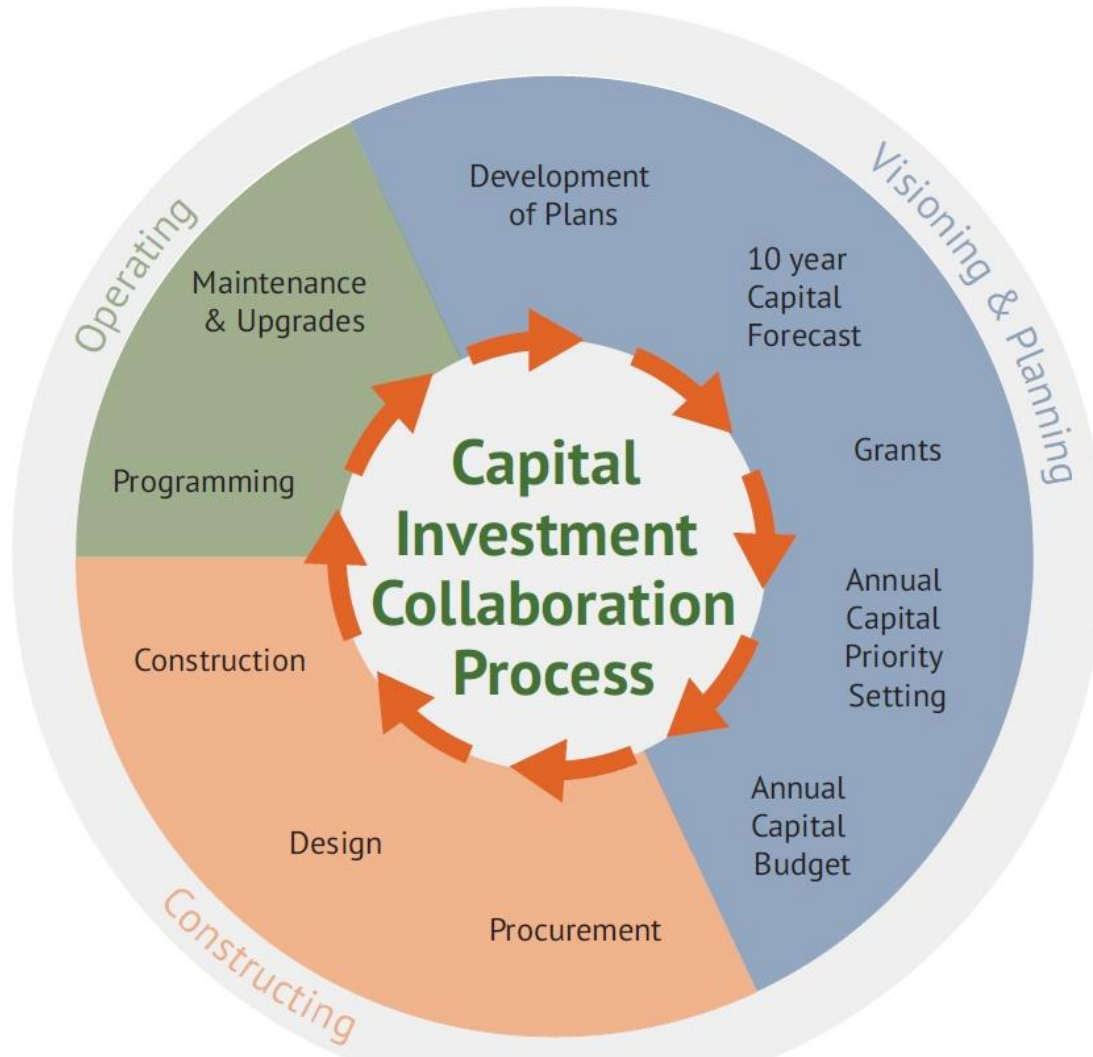 Capital
Investment
Collaboration
Process
Visioning & Planning
Development
of Plans
10 year
Capital
Forecast
Grants
Annual
Capital
Priority
Setting
Annual
Capital
Budget
Constructing
Procurement
Design
Construction
Operating
Programming
Maintenance
& Upgrades